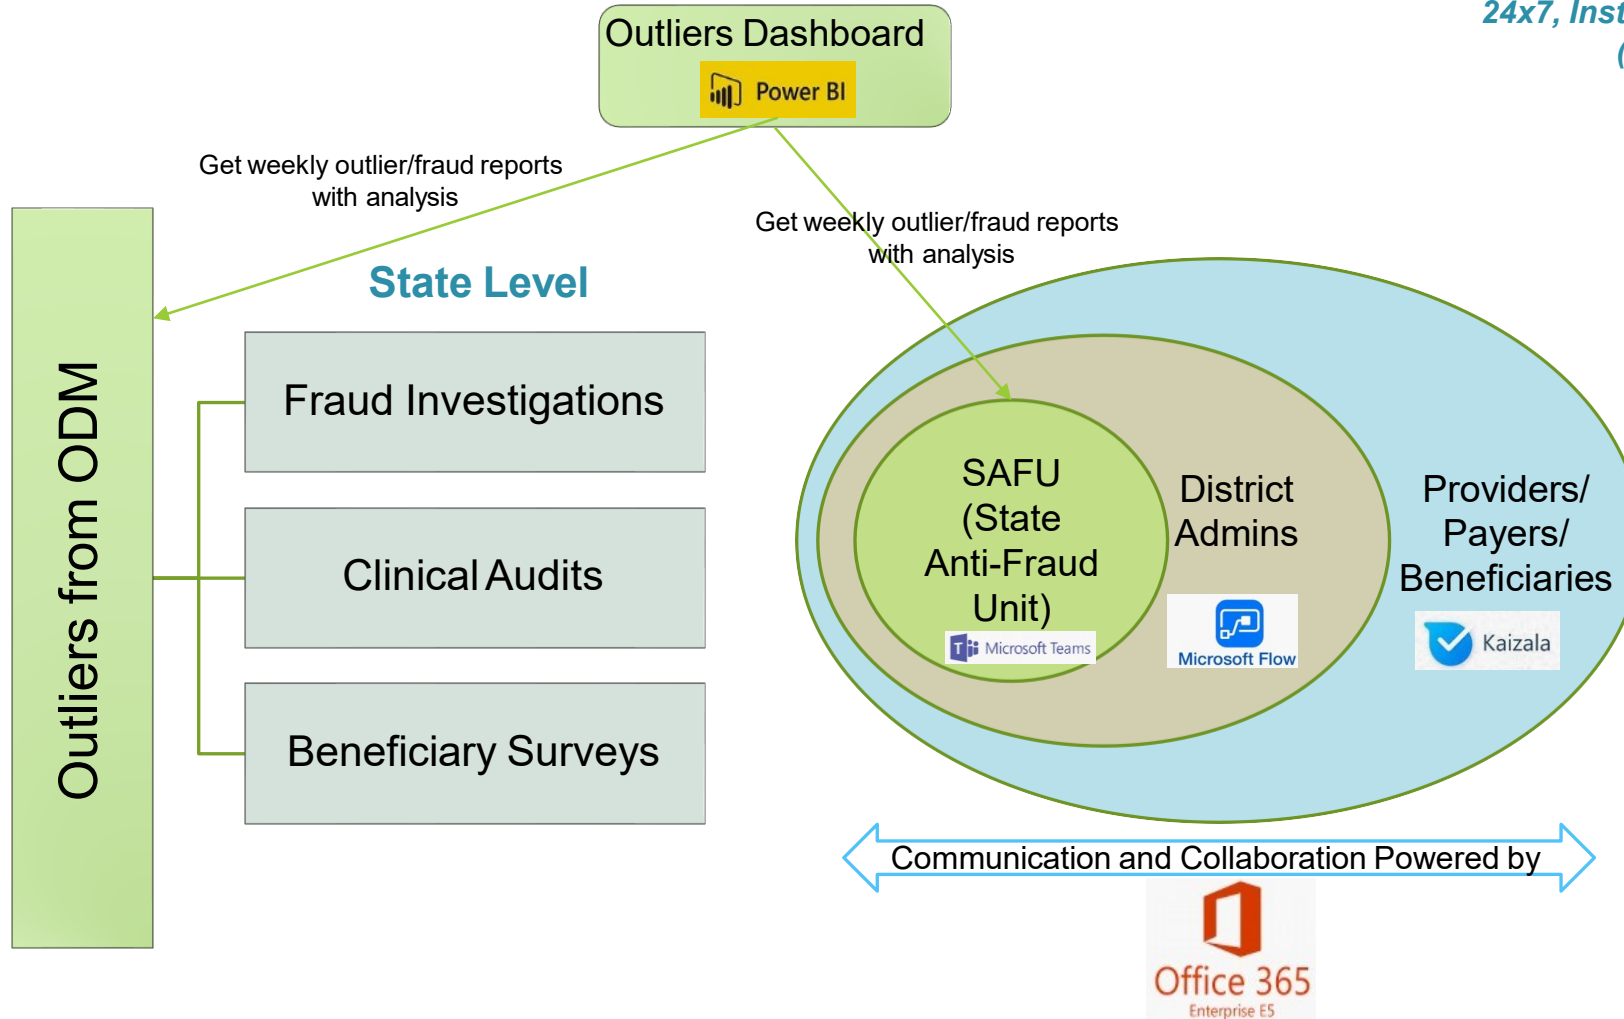 24x7, Inst
(
Outliers Dashboard
Power BI
Get weekly outlier/fraud reports
with analysis
Get weekly outlier/fraud reports
with analysis
State Level
Outliers from ODM
Fraud Investigations
Clinical Audits
Beneficiary Surveys
SAFU
(State
Anti-Fraud
Unit)
Microsoft Teams
District
Admins
Microsoft Flow
Providers/
Payers/
Beneficiaries
Kaizala
Communication and Collaboration Powered by
Office 365
Enterprise E5